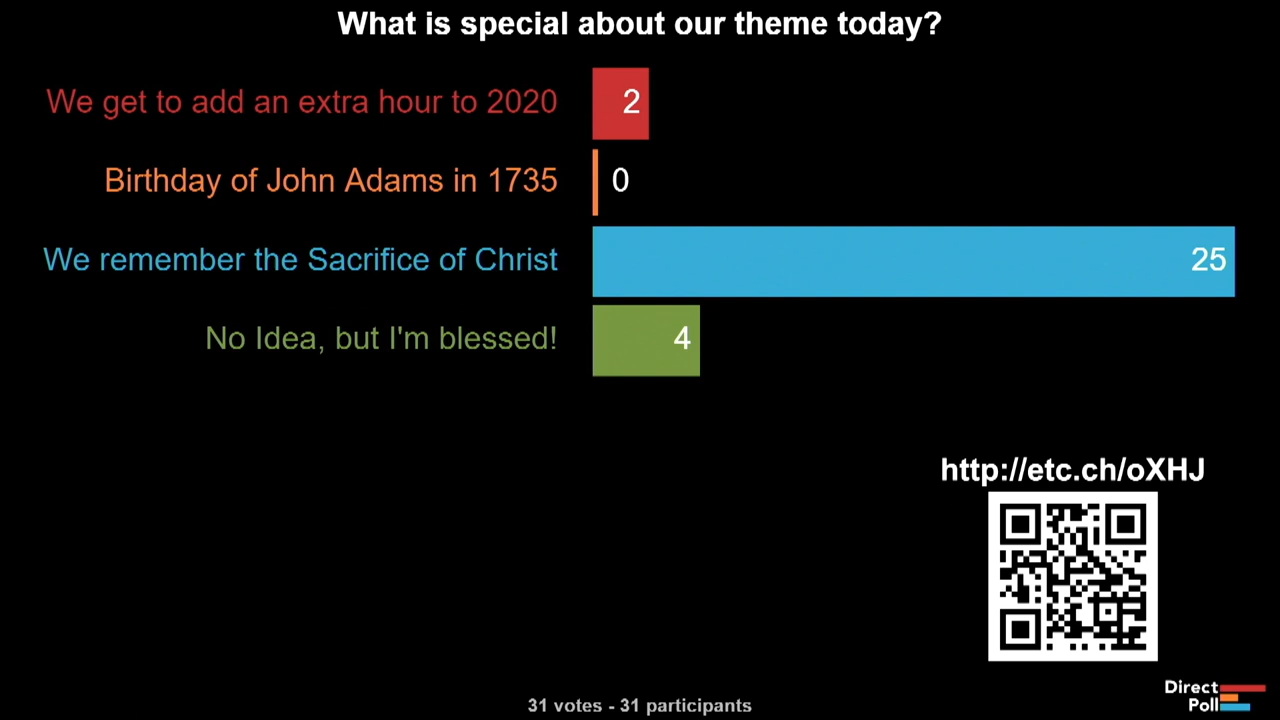 What is special about our theme today?
We get to add an extra hour to 2020
2
Birthday of John Adams in 1735
0
We remember the Sacrifice of Christ
25
No Idea, but I'm blessed!
4
http://etc.ch/oXHJ
31 votes - 31 participants
Direct
Poll